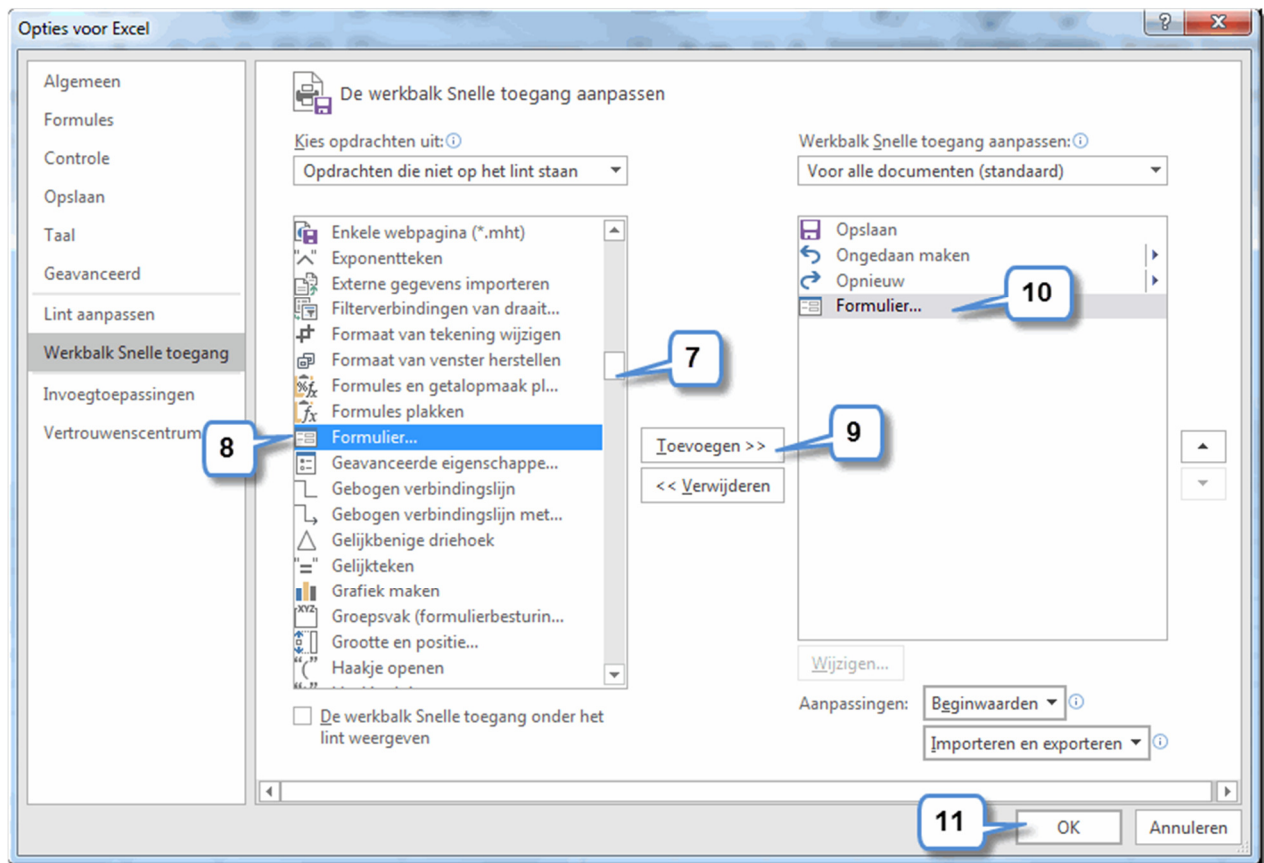 Opties voor Excel
Algemeen
Formules
Controle
Opslaan
Taal
Geavanceerd
Lint aanpassen
Werkbalk Snelle toegang
Invoegtoepassingen
Vertrouwenscentrum
De werkbalk Snelle toegang aanpassen
Kies opdrachten uit:
Opdrachten die niet op het lint staan
Enkele webpagina (*.mht)
Exponentteken
Externe gegevens importeren
Filterverbindingen van draait...
Formaat van tekening wijzigen
Formaat van venster herstellen
Formules en getalopmaak pl...
Formules plakken
Formulier...
Geavanceerde eigenschappe...
Gebogen verbindingslijn
Gebogen verbindingslijn met...
Gelijkbenige driehoek
Gelijkteken
Grafiek maken
Groepsvak (formulierbesturin...
Grootte en positie...
Haakje openen
De werkbalk Snelle toegang onder het
lint weergeven
7
8
Toevoegen >>
9
<< Verwijderen
Werkbalk Snelle toegang aanpassen:
Voor alle documenten (standaard)
Opslaan
Ongedaan maken
Opnieuw
Formulier...
10
Wijzigen...
Aanpassingen: Beginwaarden
Importeren en exporteren
11
OK
Annuleren